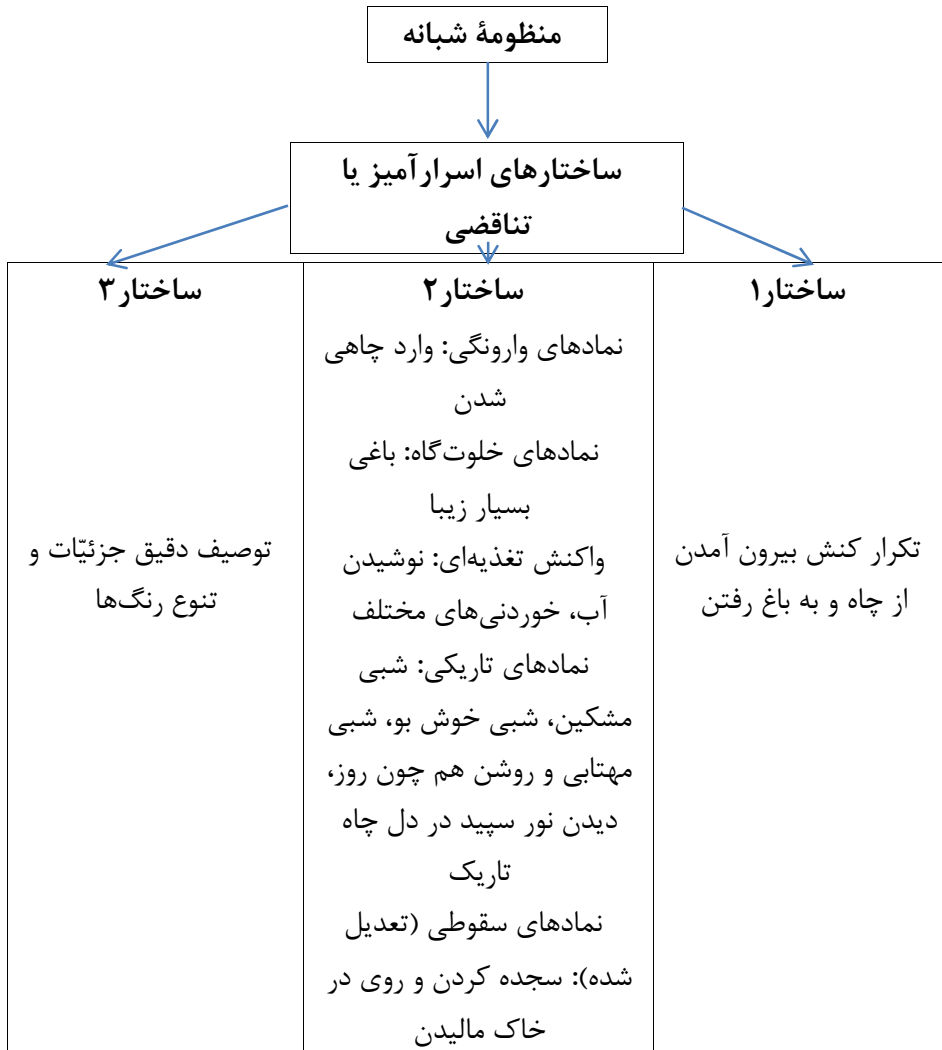 منظومهٔ شبانه
ساختارهای اسرارآمیز یا
تناقضی
ساختار۱
تکرار کنش بیرون آمدن
از چاه و به باغ رفتن
ساختار۲
نمادهای وارونگی: وارد چاهی
شدن
نمادهای خلوت‌گاه: باغی
بسیار زیبا
واکنش تغذیه‌ای: نوشیدن
آب، خوردنی‌های مختلف
نمادهای تاریکی: شبی
مشکین، شبی خوش بو، شبی
مهتابی و روشن هم چون روز،
دیدن نور سپید در دل چاه
تاریک
نمادهای سقوطی (تعدیل
شده): سجده کردن و روی در
خاک مالیدن
ساختار۳
توصیف دقیق جزئیّات و
تنوع رنگ‌ها